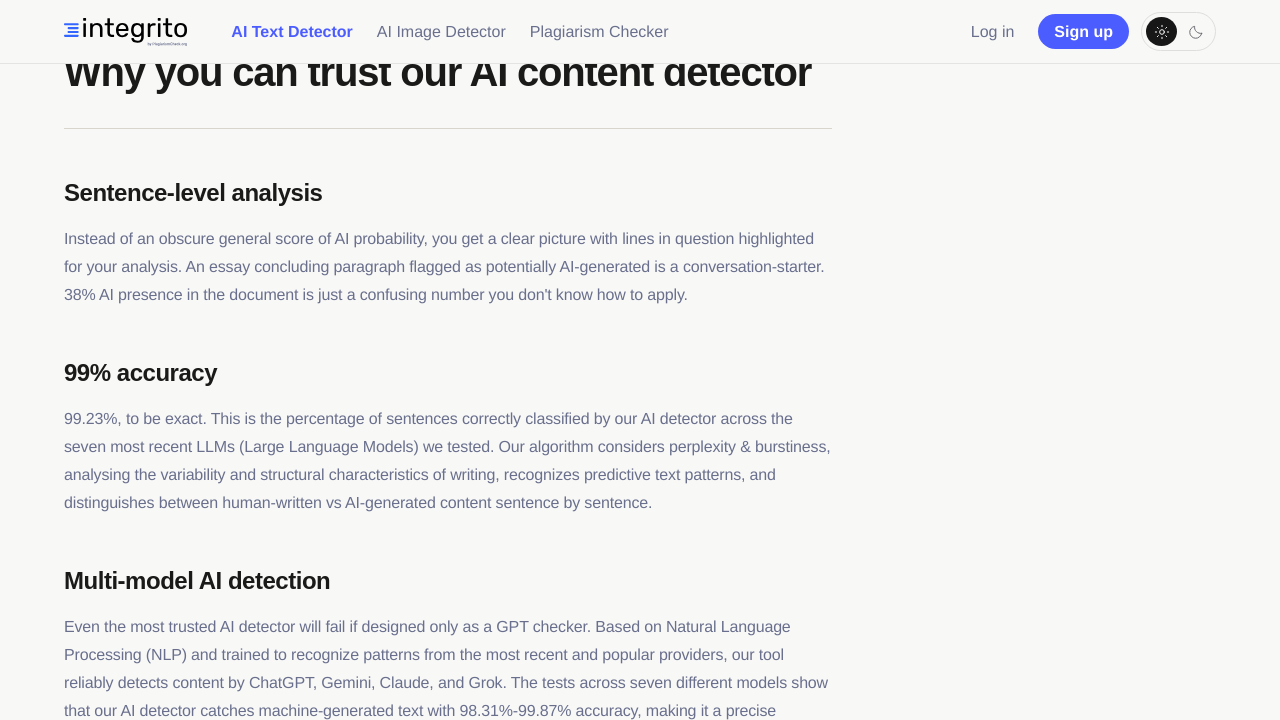 integrito
by PlagiarismCheck.org
AI Text Detector
AI Image Detector
Plagiarism Checker
Log in
Sign up
Why you can trust our AI content detector
Sentence-level analysis
Instead of an obscure general score of AI probability, you get a clear picture with lines in question highlighted
for your analysis. An essay concluding paragraph flagged as potentially AI-generated is a conversation-starter.
38% AI presence in the document is just a confusing number you don't know how to apply.
99% accuracy
99.23%, to be exact. This is the percentage of sentences correctly classified by our AI detector across the
seven most recent LLMs (Large Language Models) we tested. Our algorithm considers perplexity & burstiness,
analysing the variability and structural characteristics of writing, recognizes predictive text patterns, and
distinguishes between human-written vs AI-generated content sentence by sentence.
Multi-model AI detection
Even the most trusted AI detector will fail if designed only as a GPT checker. Based on Natural Language
Processing (NLP) and trained to recognize patterns from the most recent and popular providers, our tool
reliably detects content by ChatGPT, Gemini, Claude, and Grok. The tests across seven different models show
that our AI detector catches machine-generated text with 98.31%-99.87% accuracy, making it a precise